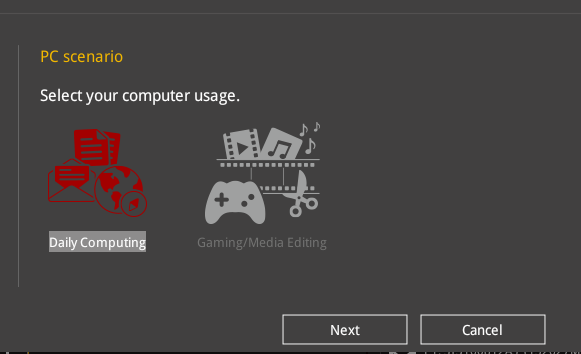 PC scenario
Select your computer usage.
Daily Computing
Gaming/Media Editing
Next
Cancel